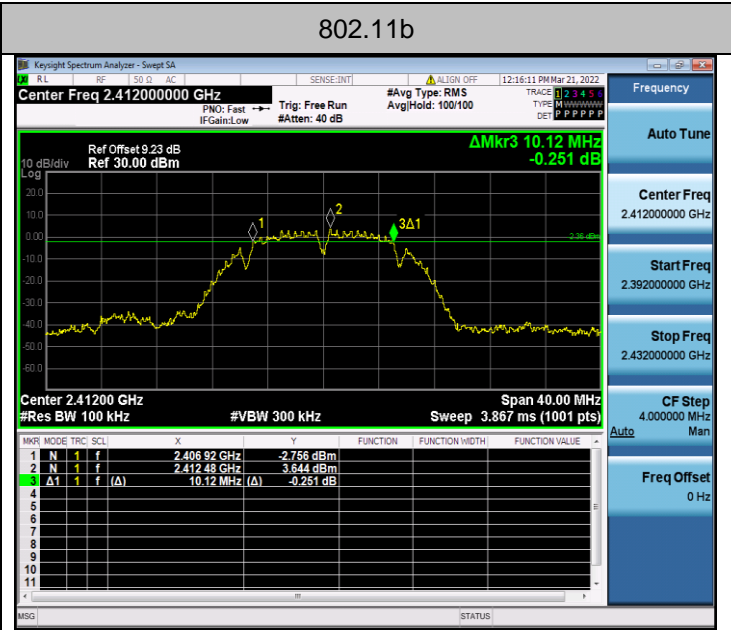 802.11b
Keysight Spectrum Analyzer - Swept SA
RL RF 50 Ω AC SENSE:INT ALIGN OFF 12:16:11 PM Mar 21, 2022
Center Freq 2.412000000 GHz
PNO: Fast
IFGain:Low
Trig: Free Run
#Atten: 40 dB
#Avg Type: RMS
Avg|Hold: 100/100
TRACE 1 2 3 4 5 6
TYPE M WWWWW
DET P P P P P P
Frequency
Auto Tune
Center Freq
2.412000000 GHz
Start Freq
2.392000000 GHz
Stop Freq
2.432000000 GHz
CF Step
4.000000 MHz
Auto Man
Freq Offset
0 Hz
ΔMkr3 10.12 MHz
-0.251 dB
Ref Offset 9.23 dB
10 dB/div Ref 30.00 dBm
Log
20.0
10.0
0.00
-10.0
-20.0
-30.0
-40.0
-50.0
-60.0
1
2
3Δ1
Center 2.41200 GHz Span 40.00 MHz
#Res BW 100 kHz #VBW 300 kHz Sweep 3.867 ms (1001 pts)
MKR MODE TRC SCL X Y FUNCTION FUNCTION WIDTH FUNCTION VALUE
1 N 1 f 2.406 92 GHz -2.756 dBm
2 N 1 f 2.412 48 GHz 3.644 dBm
3 Δ1 1 f (Δ) 10.12 MHz (Δ) -0.251 dB
4
5
6
7
8
9
10
11
MSG STATUS